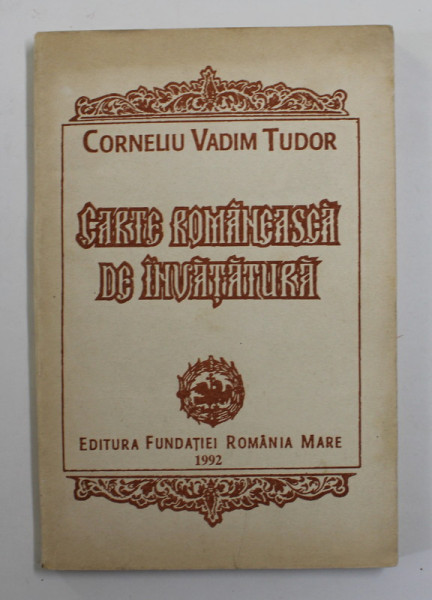 CORNELIU VADIM TUDOR
CARTE ROMÂNEASCĂ
DE ÎNVĂȚĂTURĂ
EDITURA FUNDAȚIEI ROMÂNIA MARE
1992